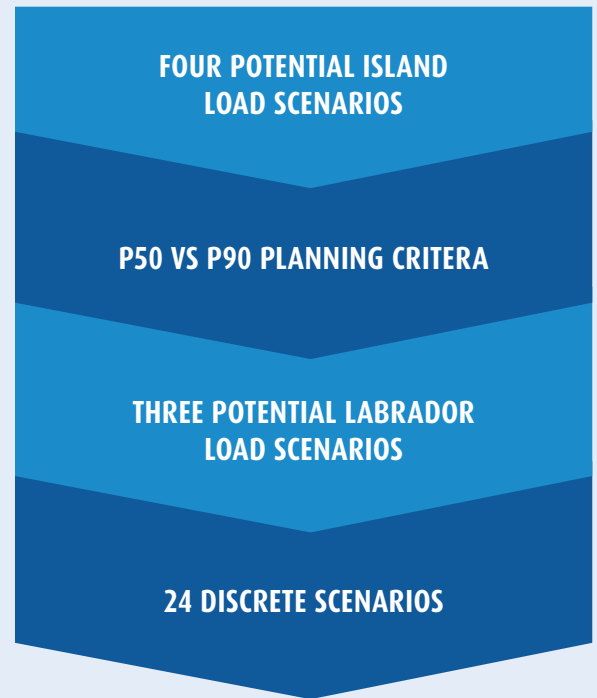 FOUR POTENTIAL ISLAND
LOAD SCENARIOS
P50 VS P90 PLANNING CRITERA
THREE POTENTIAL LABRADOR
LOAD SCENARIOS
24 DISCRETE SCENARIOS